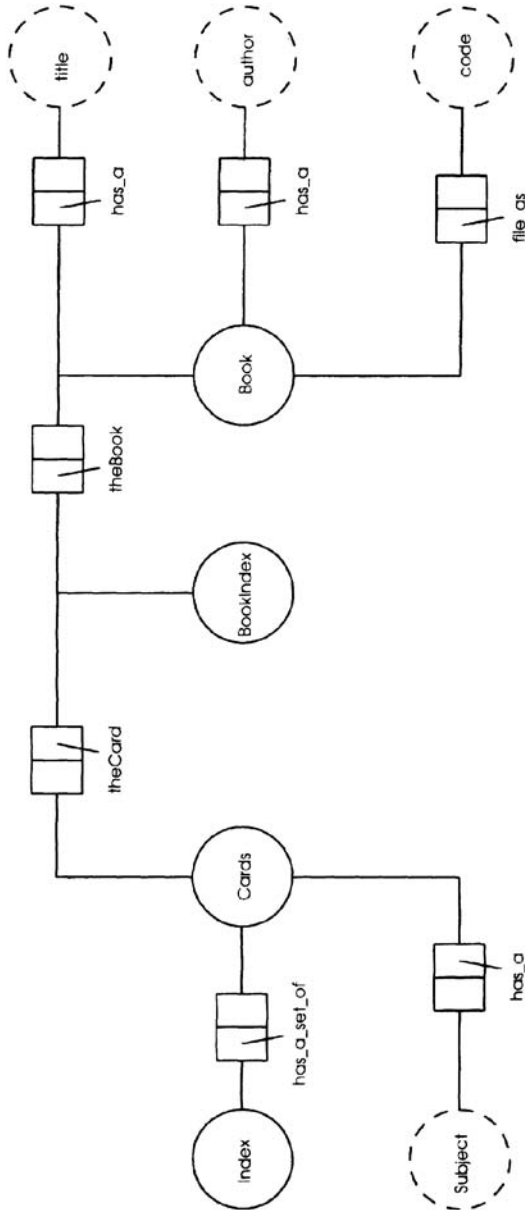 title
theCard
theBook
has_a
Index
Cards
BookIndex
Book
author
has_a_set_of
has_a
Subject
code
has_a
file_as